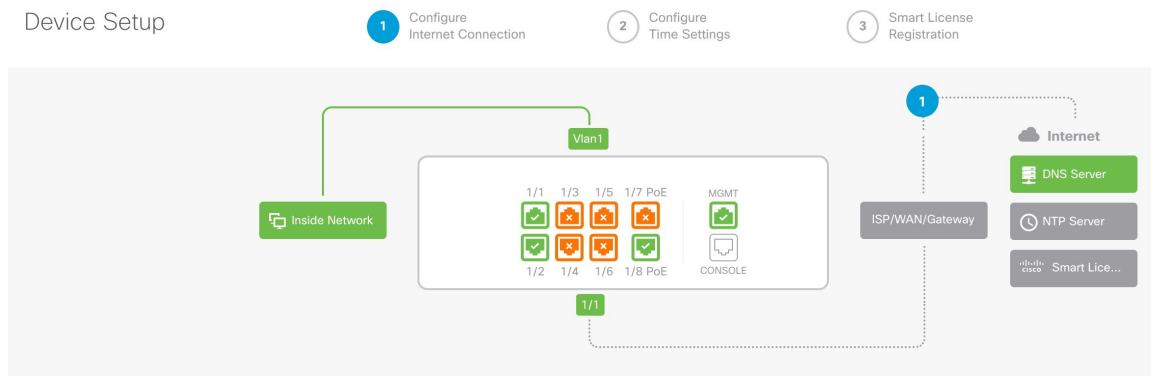 Device Setup
1
Configure
Internet Connection
2
Configure
Time Settings
3
Smart License
Registration
1
Internet
Vlan1
DNS Server
1/1 1/3 1/5 1/7 PoE
MGMT
Inside Network
ISP/WAN/Gateway
NTP Server
1/2 1/4 1/6 1/8 PoE
CONSOLE
CISCO
Smart Lice...
1/1